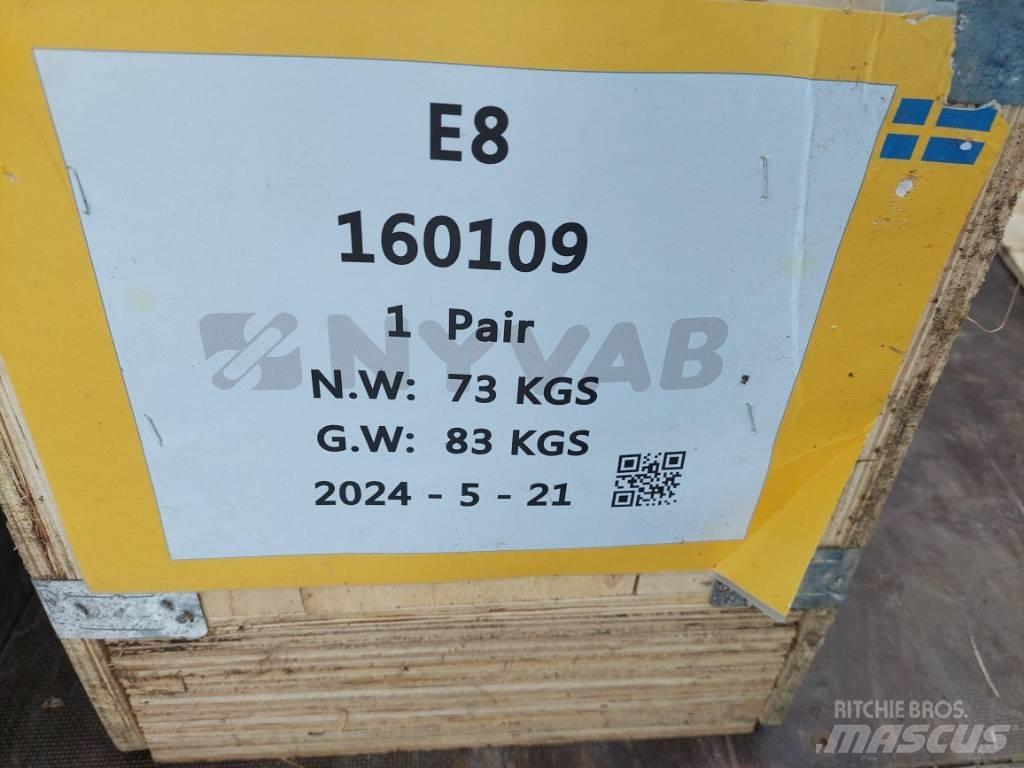 E8
160109
1 Pair
NYVAB
N.W: 73 KGS
G.W: 83 KGS
2024 - 5 - 21
RITCHIE BROS.
MASCUS